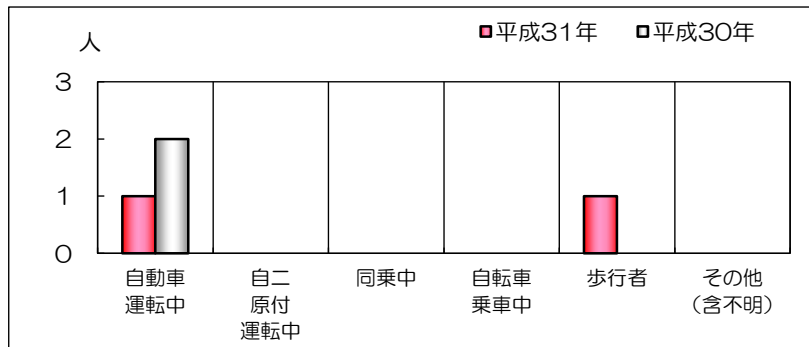 人
平成31年 平成30年
3
2
1
0
自動車
運転中
自二
原付
運転中
同乗中
自転車
乗車中
歩行者
その他
（含不明）